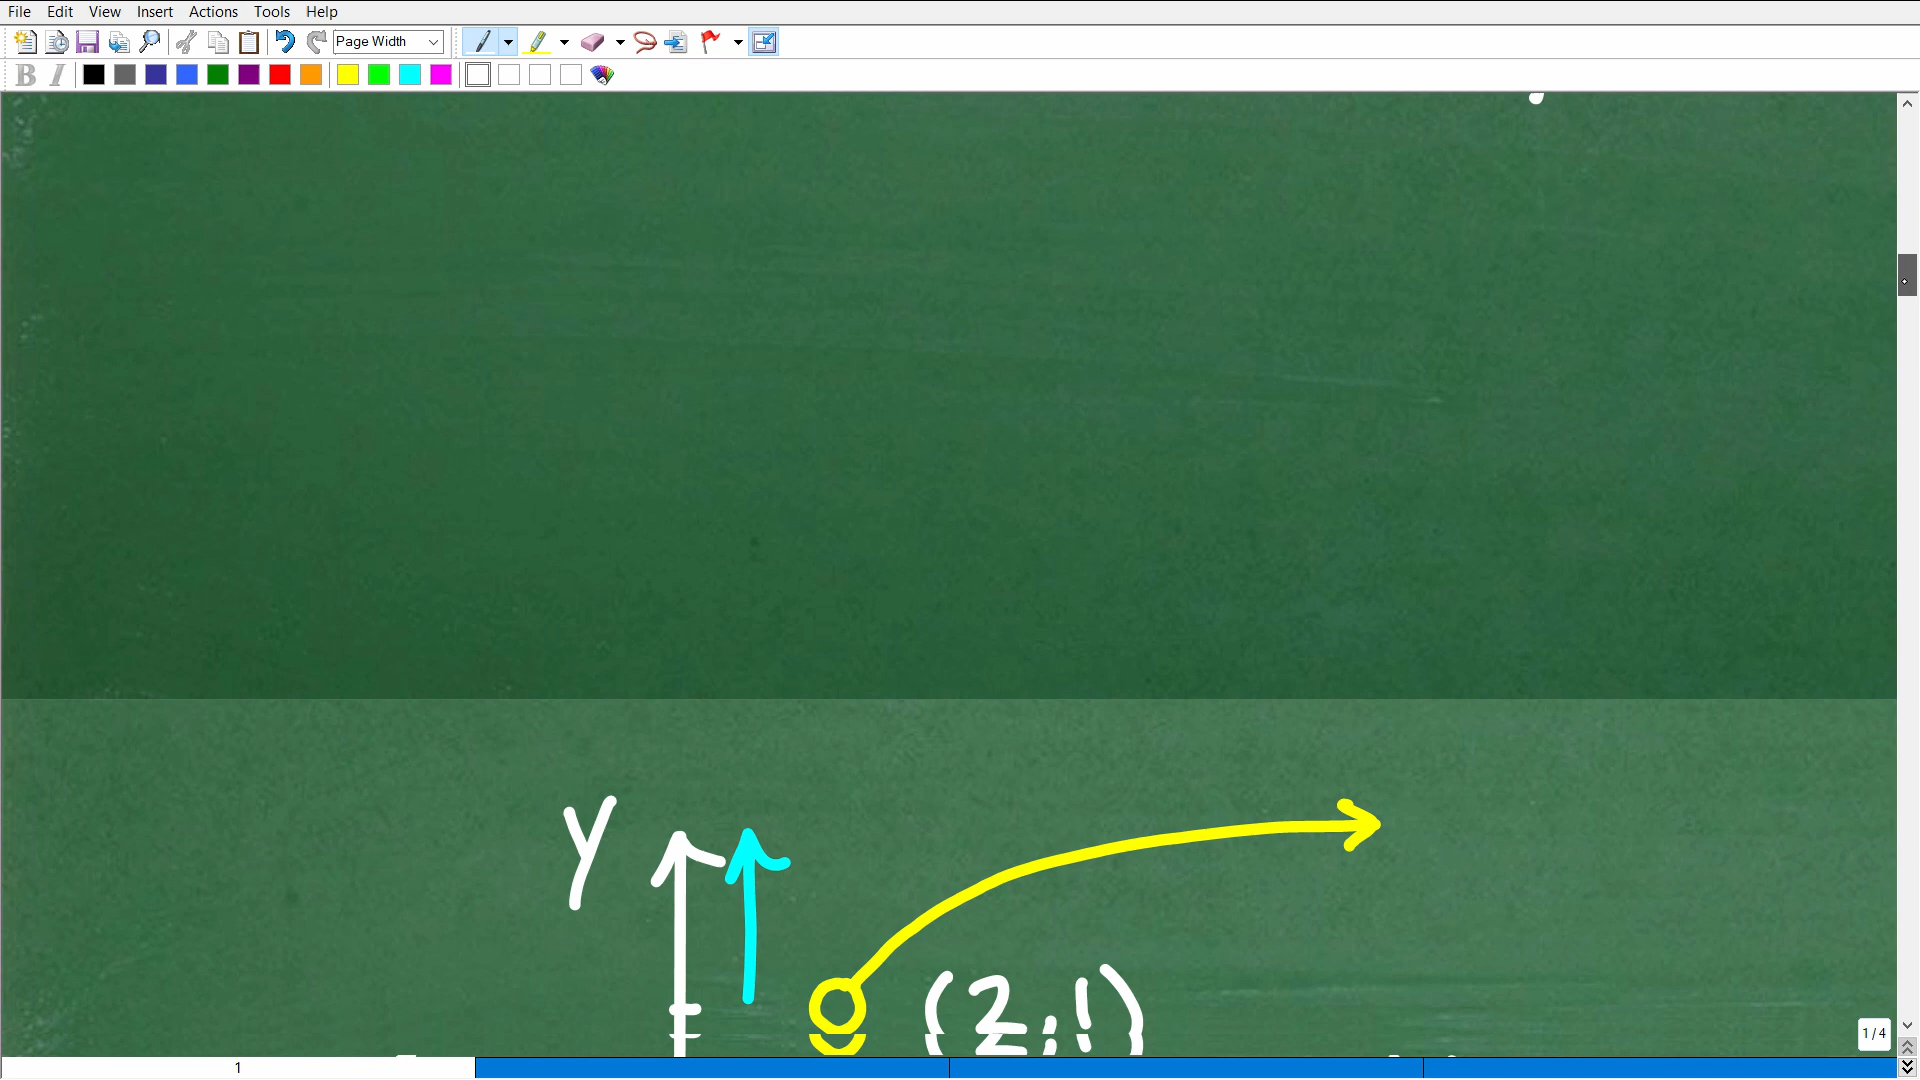 File Edit View Insert Actions Tools Help
Page Width
B I
y
(2,1)
1 / 4
1